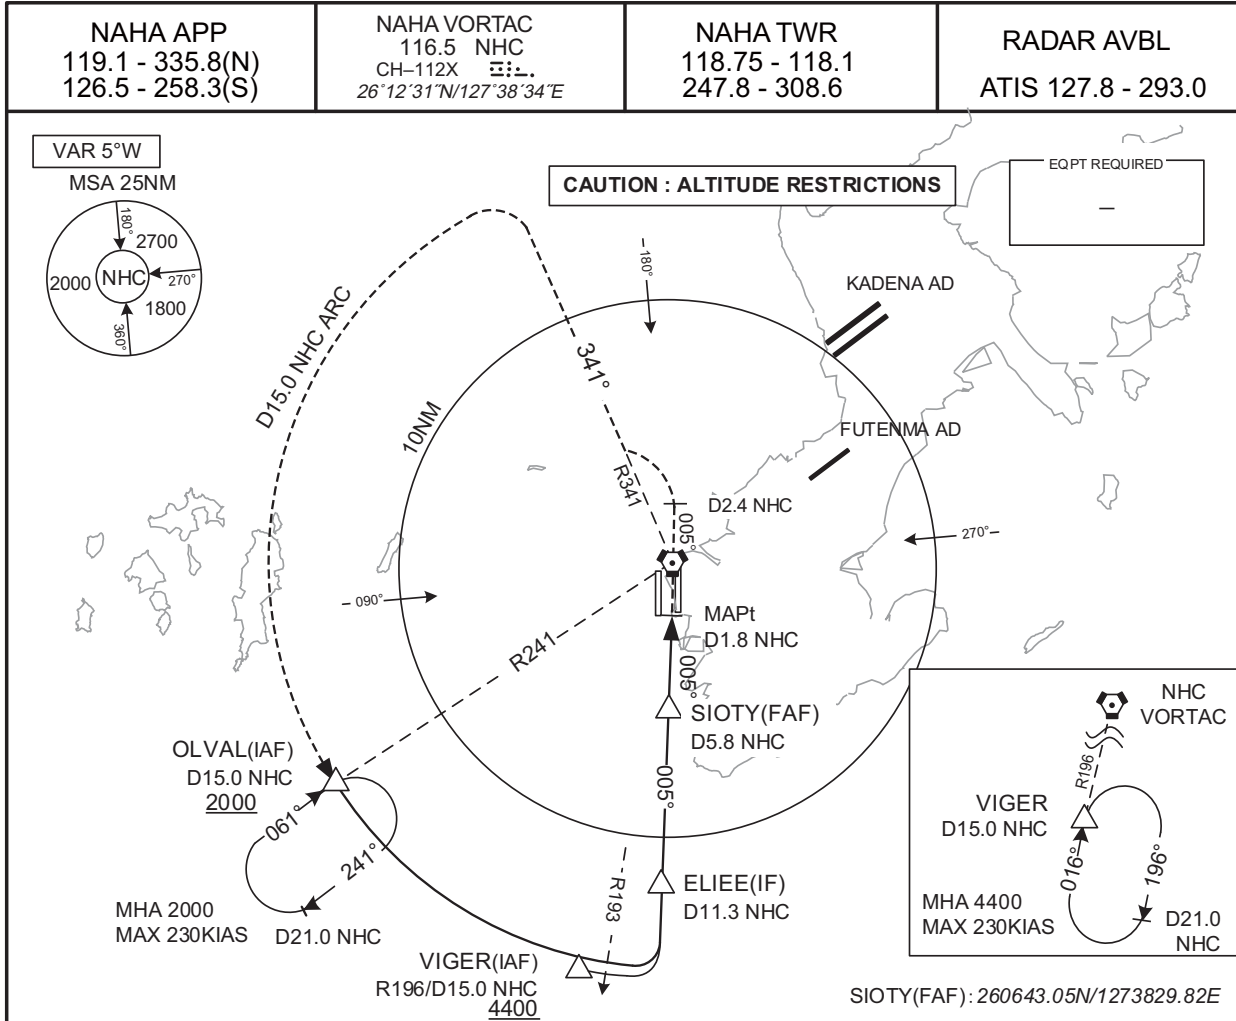 NAHA APP
119.1 - 335.8(N)
126.5 - 258.3(S)
NAHA VORTAC
116.5 NHC
CH–112X
26°12´31˝N/127°38´34˝E
NAHA TWR
118.75 - 118.1
247.8 - 308.6
RADAR AVBL
ATIS 127.8 - 293.0
VAR 5°W
MSA 25NM
180°
2700
2000
NHC
270°
1800
360°
CAUTION : ALTITUDE RESTRICTIONS
EQPT REQUIRED
–
D15.0 NHC ARC
180°
KADENA AD
341°
10NM
FUTENMA AD
R341
D2.4 NHC
005°
270°
090°
MAPt
D1.8 NHC
R241
005°
SIOTY(FAF)
D5.8 NHC
OLVAL(IAF)
D15.0 NHC
2000
005°
061°
241°
MHA 2000
MAX 230KIAS
D21.0 NHC
R193
ELIEE(IF)
D11.3 NHC
VIGER(IAF)
R196/D15.0 NHC
4400
NHC
VORTAC
R196
VIGER
D15.0 NHC
016°
196°
MHA 4400
MAX 230KIAS
D21.0
NHC
SIOTY(FAF): 260643.05N/1273829.82E